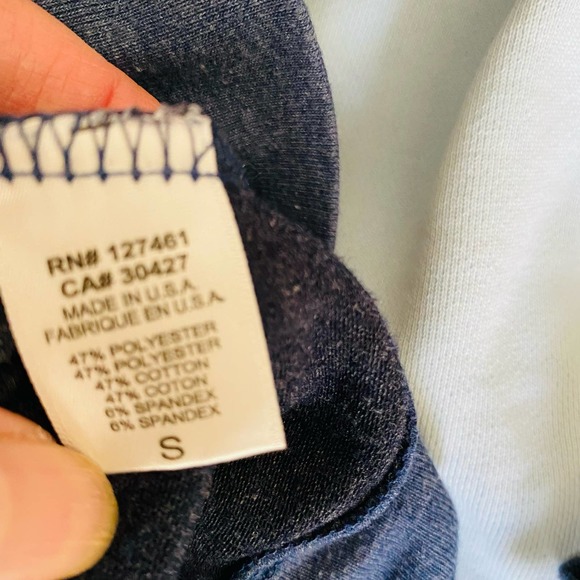 RN# 127461
CA# 30427
MADE IN U.S.A.
FABRIQUE EN U.S.A.
47% POLYESTER
47% POLYESTER
47% COTTON
47% COTON
6% SPANDEX
6% SPANDEX
S